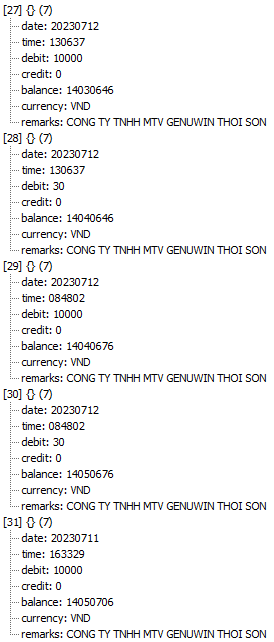 [27] {} (7)
date: 20230712
time: 130637
debit: 10000
credit: 0
balance: 14030646
currency: VND
remarks: CONG TY TNHH MTV GENUWIN THOI SON
[28] {} (7)
date: 20230712
time: 130637
debit: 30
credit: 0
balance: 14040646
currency: VND
remarks: CONG TY TNHH MTV GENUWIN THOI SON
[29] {} (7)
date: 20230712
time: 084802
debit: 10000
credit: 0
balance: 14040676
currency: VND
remarks: CONG TY TNHH MTV GENUWIN THOI SON
[30] {} (7)
date: 20230712
time: 084802
debit: 30
credit: 0
balance: 14050676
currency: VND
remarks: CONG TY TNHH MTV GENUWIN THOI SON
[31] {} (7)
date: 20230711
time: 163329
debit: 10000
credit: 0
balance: 14050706
currency: VND
remarks: CONG TY TNHH MTV GENUWIN THOI SON